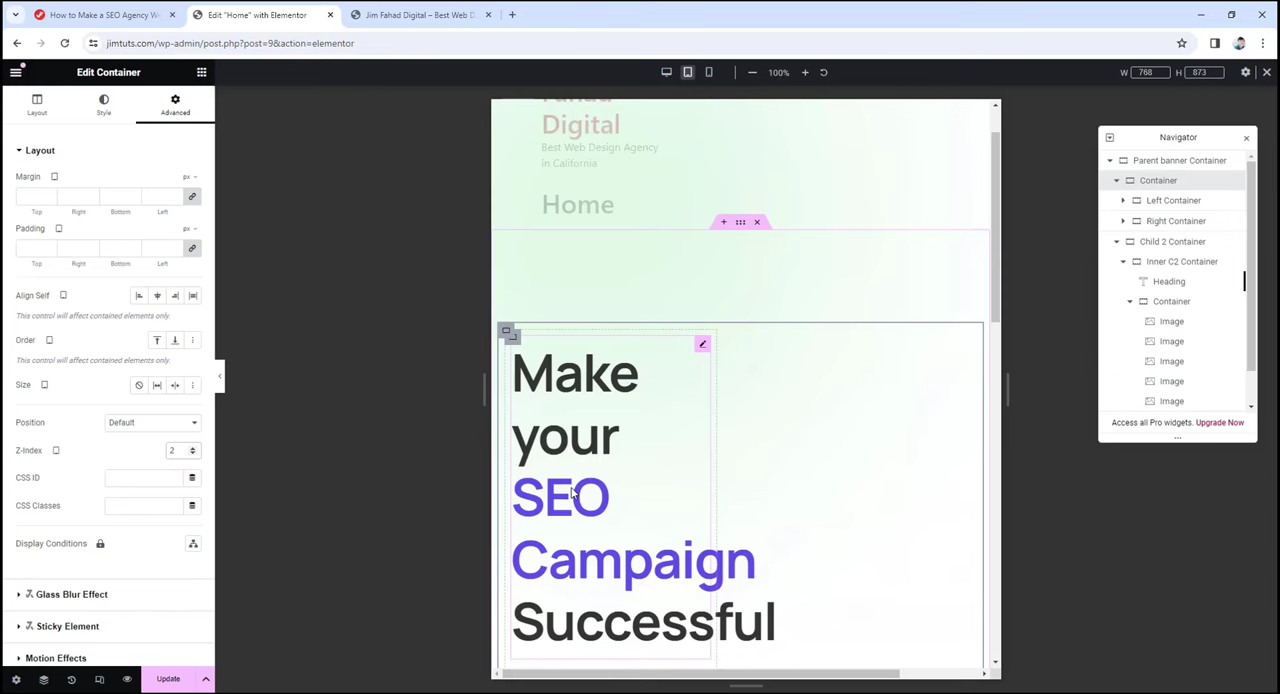 How to Make a SEO Agency We
Edit "Home" with Elementor
Jim Fahad Digital – Best Web D
jimtuts.com/wp-admin/post.php?post=9&action=elementor
Edit Container
100%
W 768 H 873
Layout
Style
Advanced
Layout
Margin
px
Top Right Bottom Left
Padding
px
Top Right Bottom Left
Align Self
This control will affect contained elements only.
Order
This control will affect contained elements only.
Size
Position
Default
Z-Index
2
CSS ID
CSS Classes
Display Conditions
Glass Blur Effect
Sticky Element
Motion Effects
Update
Fahad
Digital
Best Web Design Agency
in California
Home
Make
your
SEO
Campaign
Successful
Navigator
Parent banner Container
Container
Left Container
Right Container
Child 2 Container
Inner C2 Container
Heading
Container
Image
Image
Image
Image
Image
Access all Pro widgets. Upgrade Now